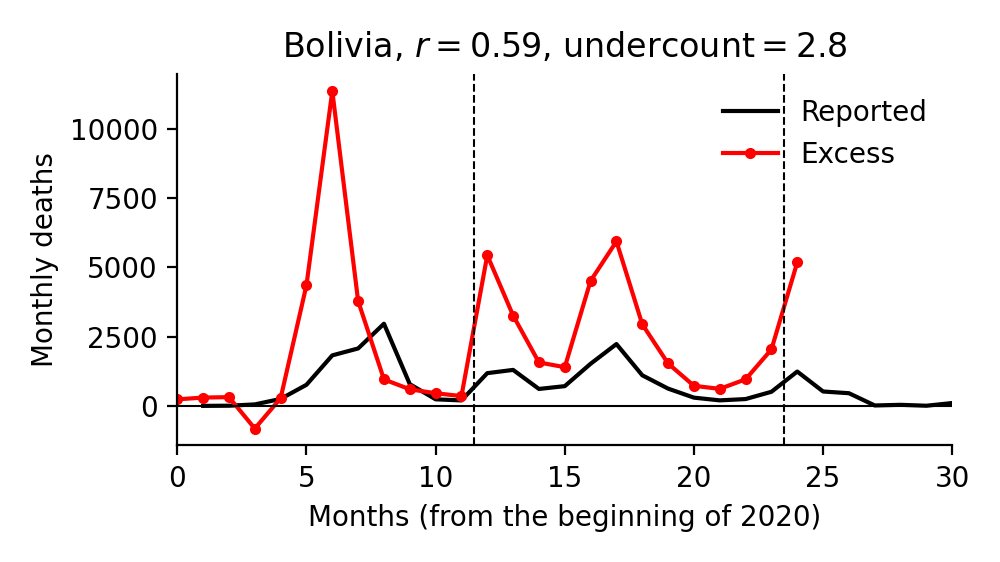 Bolivia, r = 0.59, undercount = 2.8
Reported
Excess
Monthly deaths
10000
7500
5000
2500
0
0 5 10 15 20 25 30
Months (from the beginning of 2020)